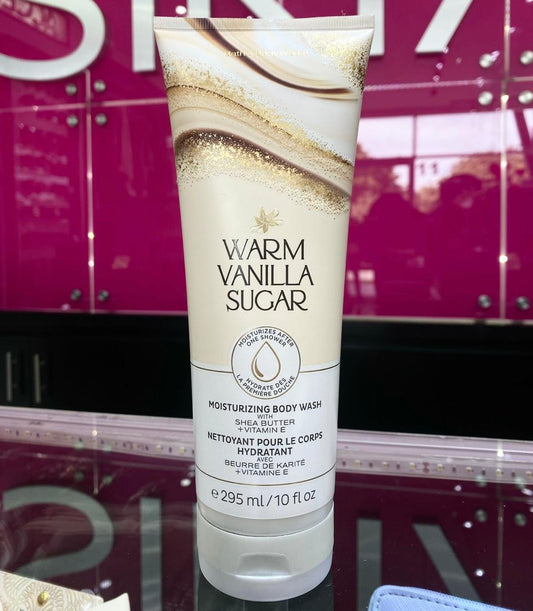 WARM
VANILLA
SUGAR
MOISTURIZES AFTER
ONE SHOWER
HYDRATE DÈS
LA PREMIÈRE DOUCHE
MOISTURIZING BODY WASH
WITH
SHEA BUTTER
+ VITAMIN E
NETTOYANT POUR LE CORPS
HYDRATANT
AVEC
BEURRE DE KARITÉ
+ VITAMINE E
e 295 ml / 10 fl oz